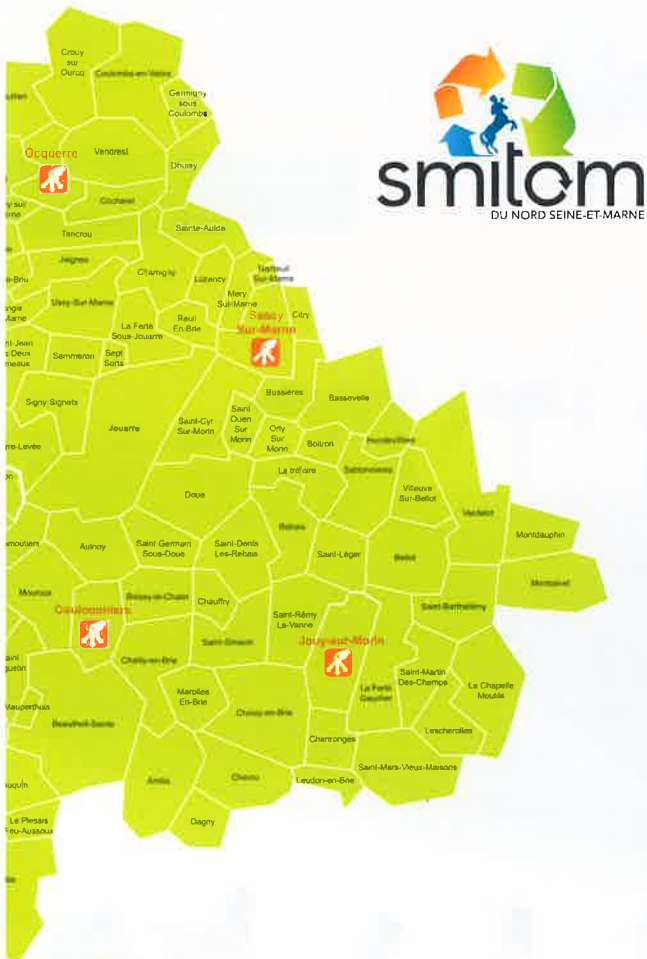 smitom
DU NORD SEINE-ET-MARNE
Crouy
sur
Ourcq
Coulombs-en-Valois
Germigny
sous
Coulombs
Ocquerre
Vendrest
Dhuisy
Cocherel
Tancrou
Sainte-Aulde
Jaignes
Chamigny
Luzancy
Nanteuil
Sur-Marne
Mery
Sur Marne
Citry
Ussy-Sur-Marne
La Ferté
Sous-Jouarre
Reuil
En-Brie
Saâcy
Sur-Marne
Sammeron
Sept
Sorts
Bussières
Bassevelle
Signy Signets
Jouarre
Saint-Cyr
Sur-Morin
Saint
Ouen
Sur
Morin
Orly
Sur
Morin
Boitron
Hondevilliers
La trétoire
Sablonnières
Doue
Villeuve
Sur-Bellot
Verdelot
Montdauphin
Rebais
Aulnoy
Saint Germain
Sous-Doue
Saint-Denis
Les-Rebais
Saint-Léger
Bellot
Montolivet
Mouroux
Boissy-le-Chatel
Chauffry
Saint-Barthélemy
Coulommiers
Saint-Rémy
La-Vanne
Saint-Siméon
Jouy-sur-Morin
Chailly-en-Brie
Saint-Martin
Des-Champs
La Chapelle
Moutils
Marolles
En-Brie
La Ferté
Gaucher
Mauperthuis
Beautheil-Saints
Choisy-en-Brie
Lescherolles
Chartronges
Saint-Mars-Vieux-Maisons
Amillis
Chevru
Leudon-en-Brie
Le Plessis
Feu-Aussoux
Dagny